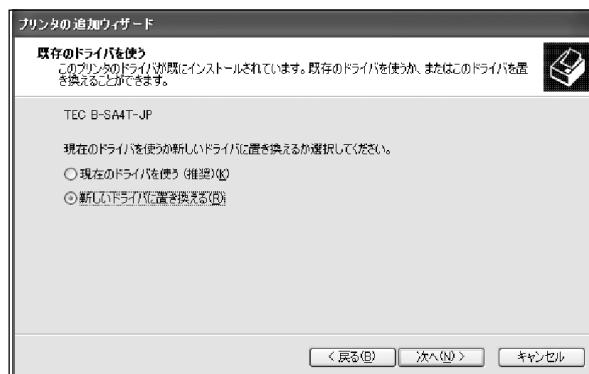 プリンタの追加ウィザード
既存のドライバを使う
このプリンタのドライバが既にインストールされています。既存のドライバを使うか、またはこのドライバを置
き換えることができます。
TEC B-SA4T-JP
現在のドライバを使うか新しいドライバに置き換えるか選択してください。
現在のドライバを使う (推奨)(K)
新しいドライバに置き換える(R)
< 戻る(B)
次へ(N) >
キャンセル